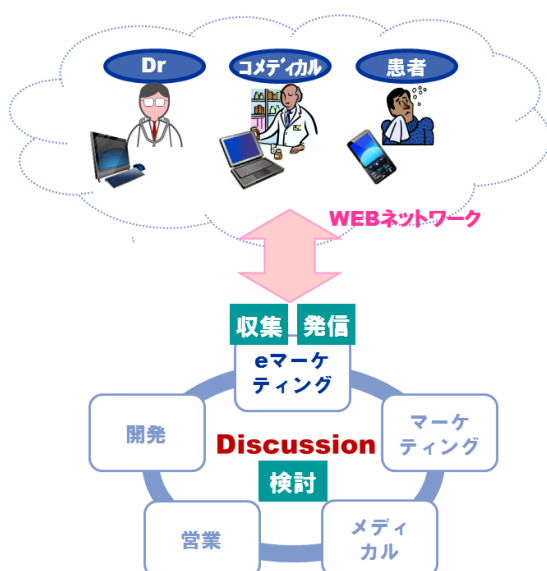 Dr
コメディカル
患者
WEBネットワーク
収集
発信
eマーケ
ティング
開発
マーケ
ティング
Discussion
検討
営業
メディ
カル